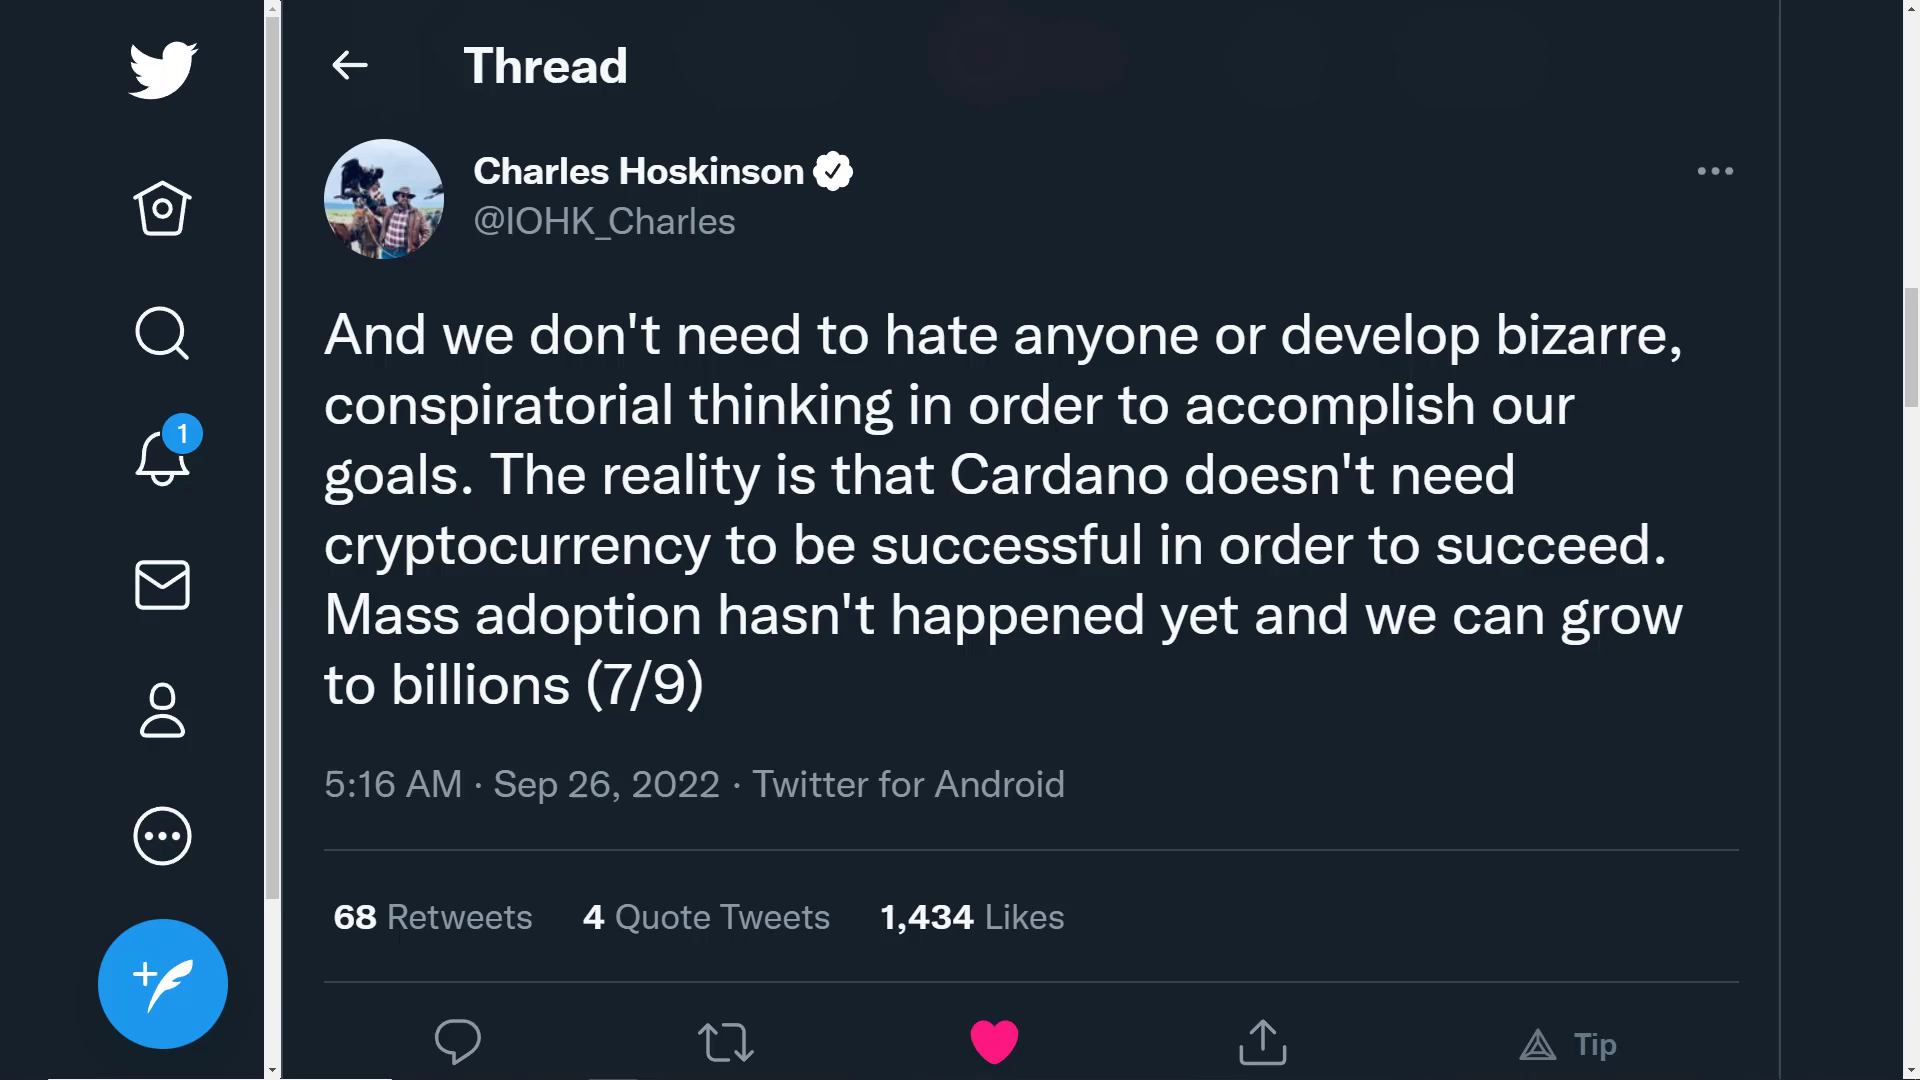 Thread
Charles Hoskinson
@IOHK_Charles
And we don't need to hate anyone or develop bizarre,
conspiratorial thinking in order to accomplish our
goals. The reality is that Cardano doesn't need
cryptocurrency to be successful in order to succeed.
Mass adoption hasn't happened yet and we can grow
to billions (7/9)
5:16 AM · Sep 26, 2022 · Twitter for Android
68 Retweets 4 Quote Tweets 1,434 Likes
Tip
1